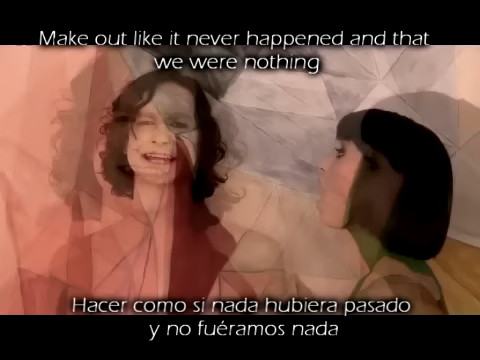 Make out like it never happened and that
we were nothing
Hacer como si nada hubiera pasado
y no fuéramos nada